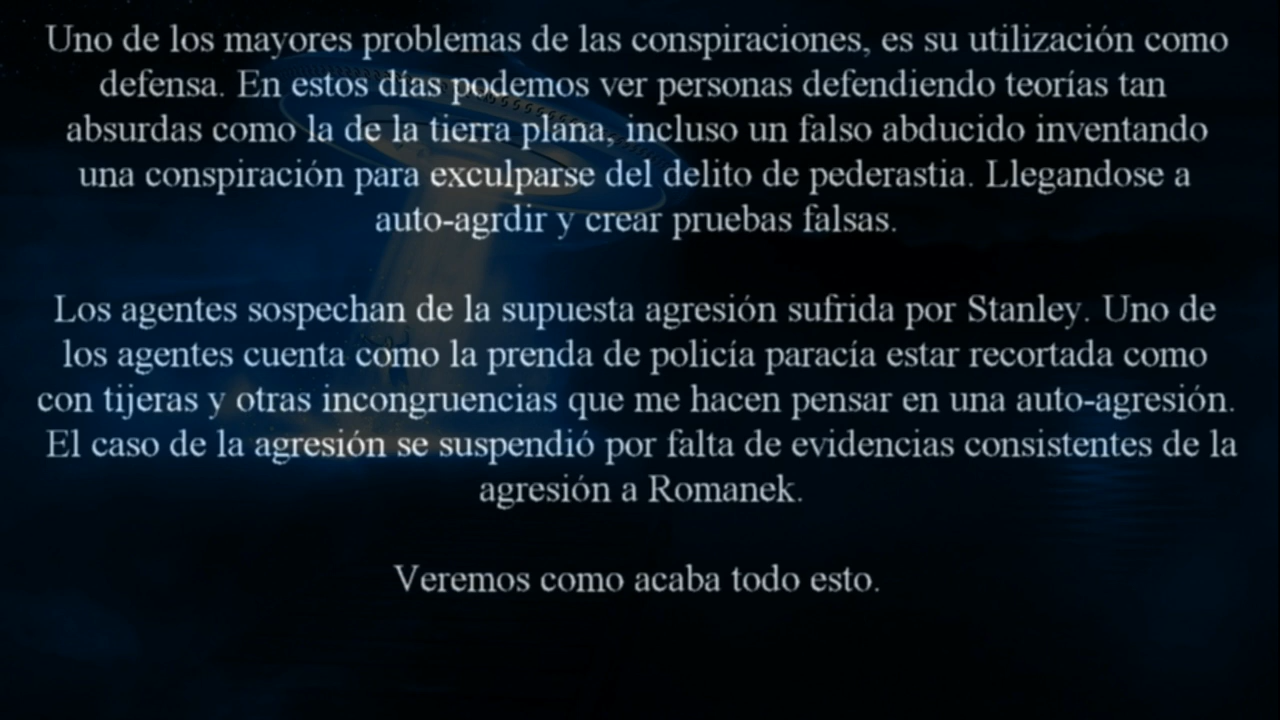 Uno de los mayores problemas de las conspiraciones, es su utilización como
defensa. En estos días podemos ver personas defendiendo teorías tan
absurdas como la de la tierra plana, incluso un falso abducido inventando
una conspiración para exculparse del delito de pederastia. Llegandose a
auto-agrdir y crear pruebas falsas.
Los agentes sospechan de la supuesta agresión sufrida por Stanley. Uno de
los agentes cuenta como la prenda de policía paracía estar recortada como
con tijeras y otras incongruencias que me hacen pensar en una auto-agresión.
El caso de la agresión se suspendió por falta de evidencias consistentes de la
agresión a Romanek.
Veremos como acaba todo esto.